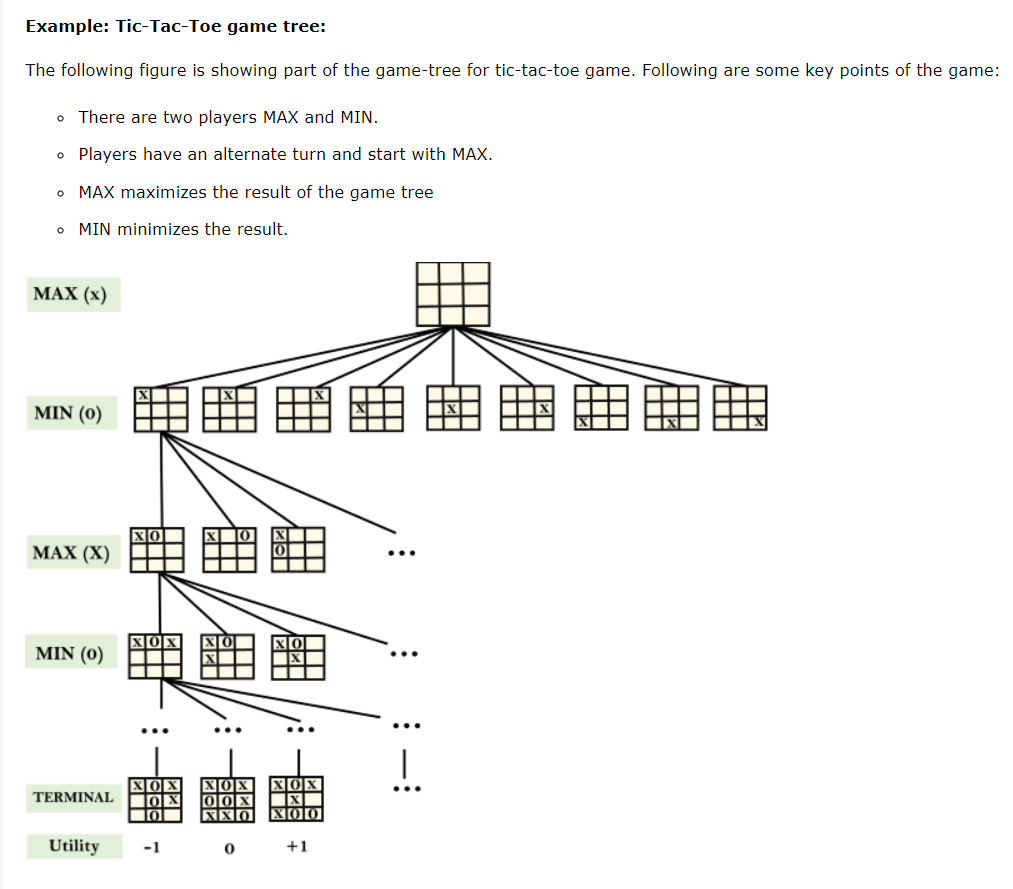 Example: Tic-Tac-Toe game tree:
The following figure is showing part of the game-tree for tic-tac-toe game. Following are some key points of the game:
There are two players MAX and MIN.
Players have an alternate turn and start with MAX.
MAX maximizes the result of the game tree
MIN minimizes the result.
MAX (x)
MIN (o)
X X X X X X X X X
MAX (X)
X O X O X
O
...
MIN (o)
X O X X O X O
X X
...
... ... ... ...
TERMINAL
X O X X O X X O X
O X O O X X
O X X O X O O
...
Utility -1 0 +1